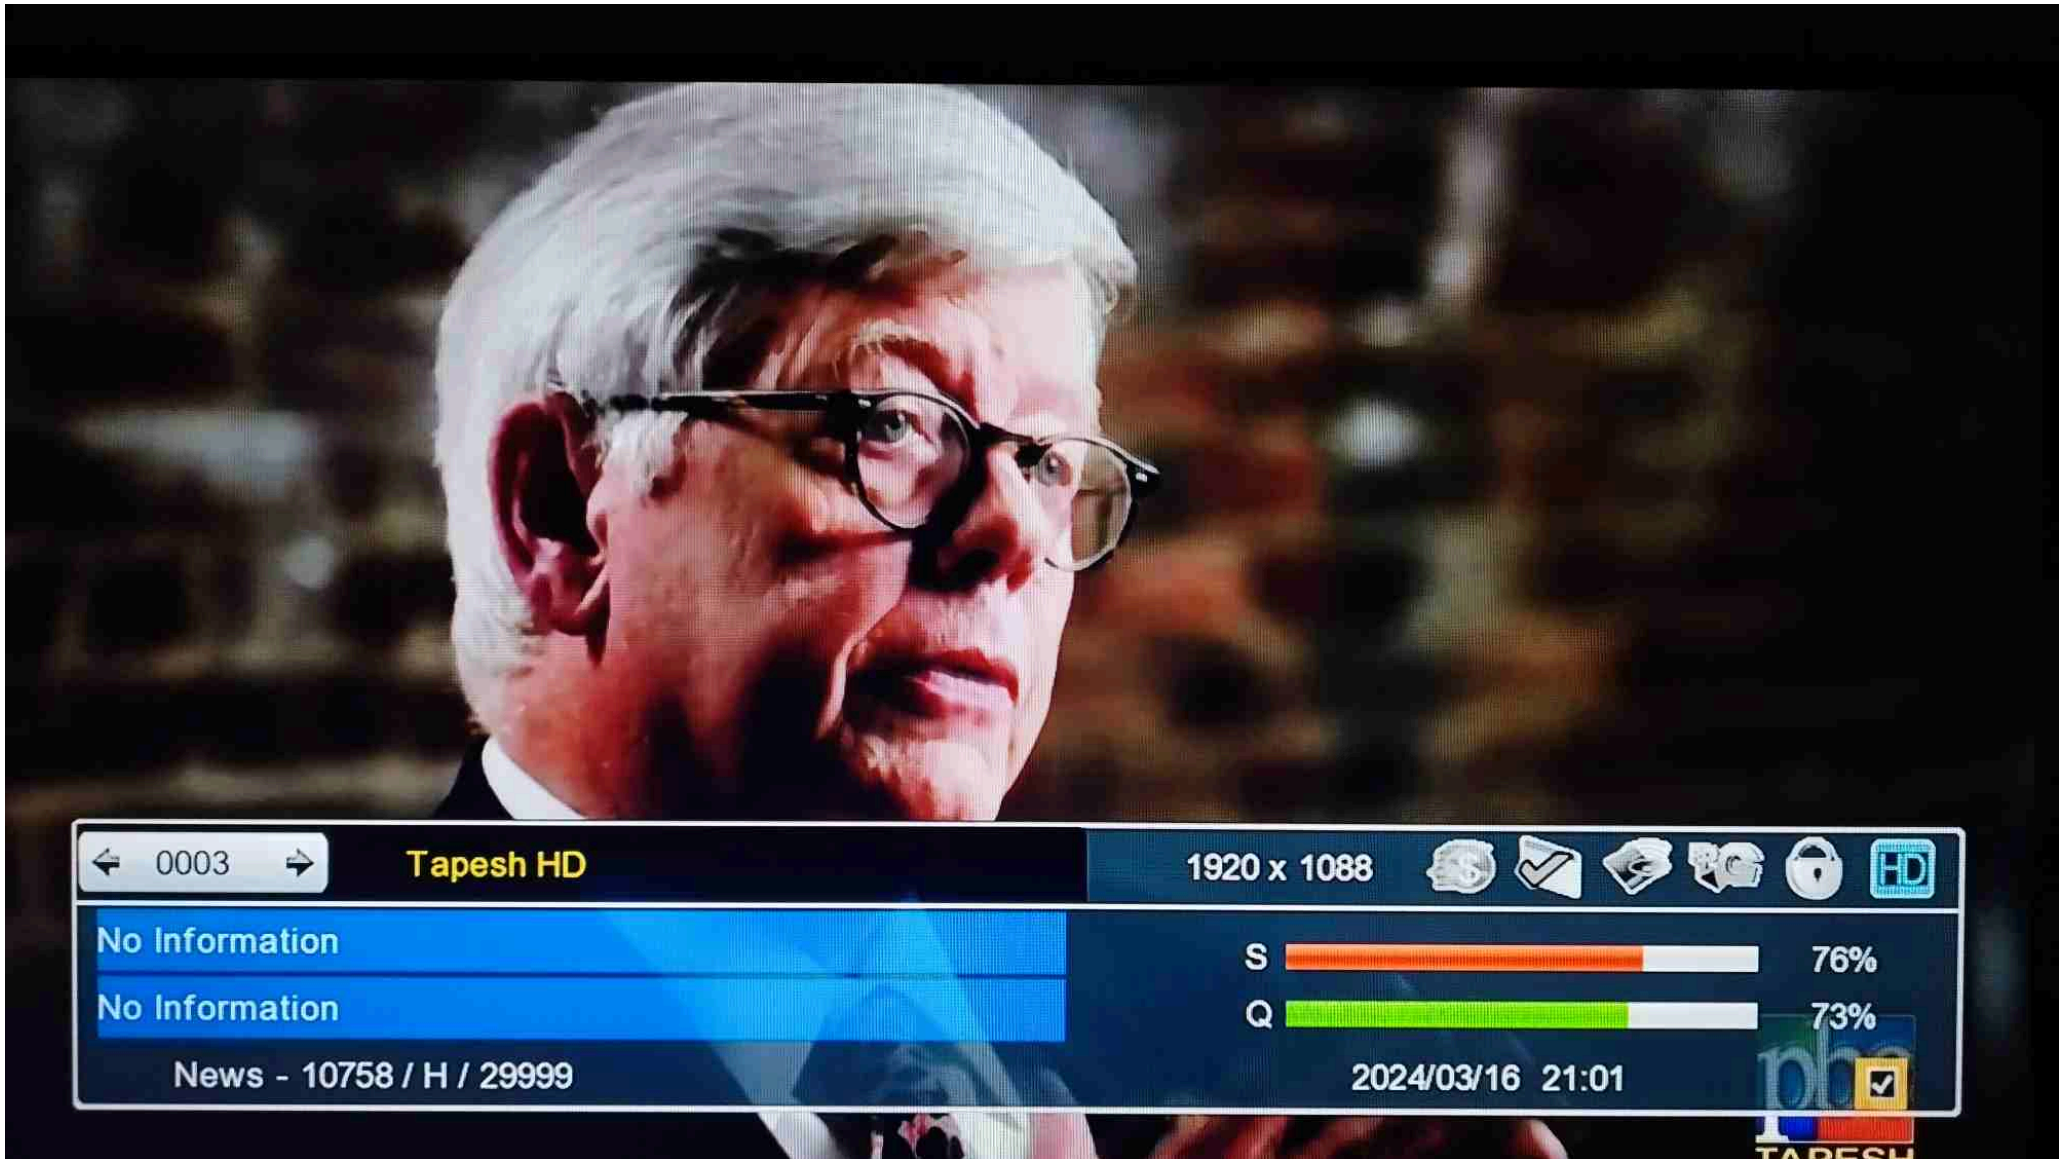 0003
Tapesh HD
1920 x 1088
HD
No Information
No Information
S 76%
Q 73%
News - 10758 / H / 29999
2024/03/16 21:01
TAPESH